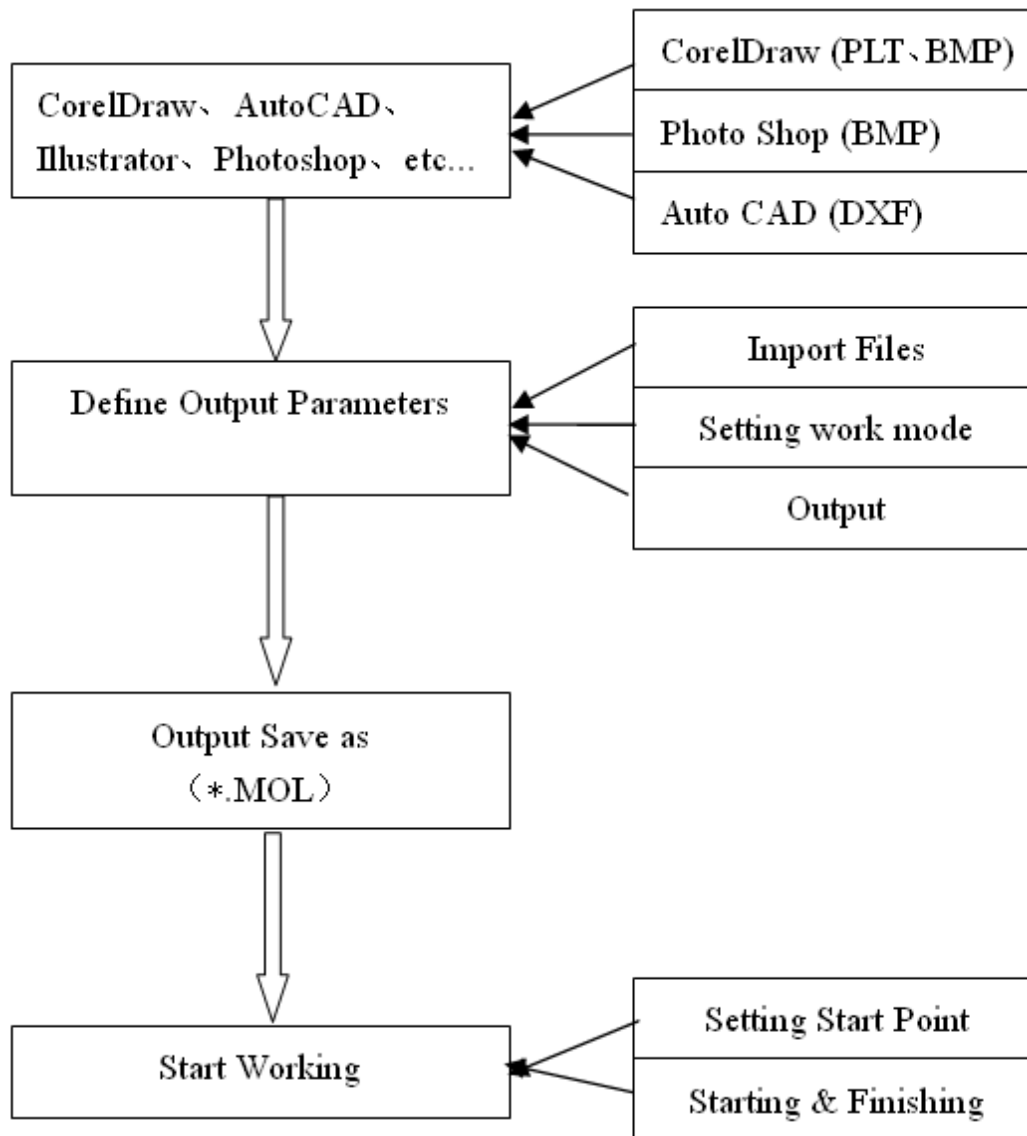 CorelDraw、AutoCAD、
Illustrator、Photoshop、etc...
CorelDraw (PLT、BMP)
Photo Shop (BMP)
Auto CAD (DXF)
Define Output Parameters
Import Files
Setting work mode
Output
Output Save as
（*.MOL）
Start Working
Setting Start Point
Starting & Finishing